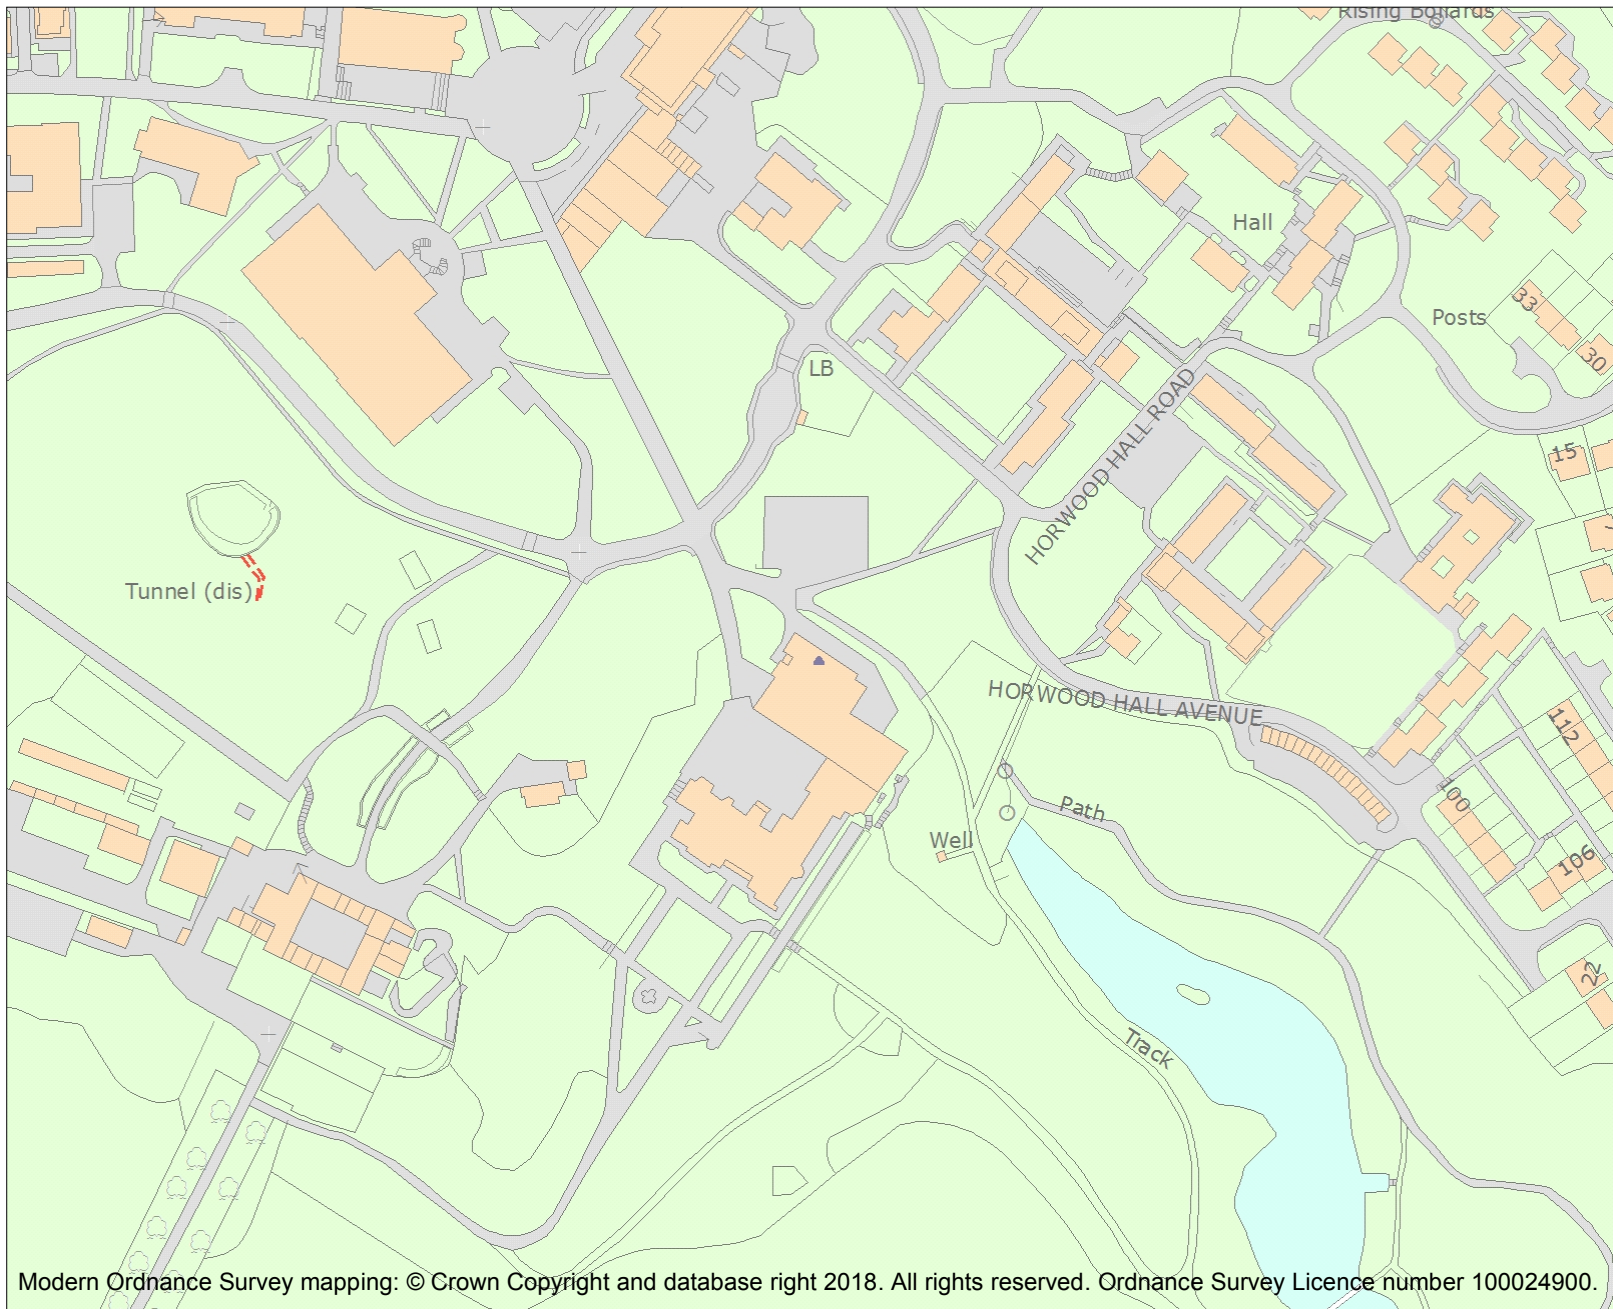 Rising Bollards
Hall
33
Posts
30
LB
HORWOOD HALL ROAD
15
Tunnel (dis)
HORWOOD HALL AVENUE
112
100
Path
Well
106
22
Track
Modern Ordnance Survey mapping: © Crown Copyright and database right 2018. All rights reserved. Ordnance Survey Licence number 100024900.